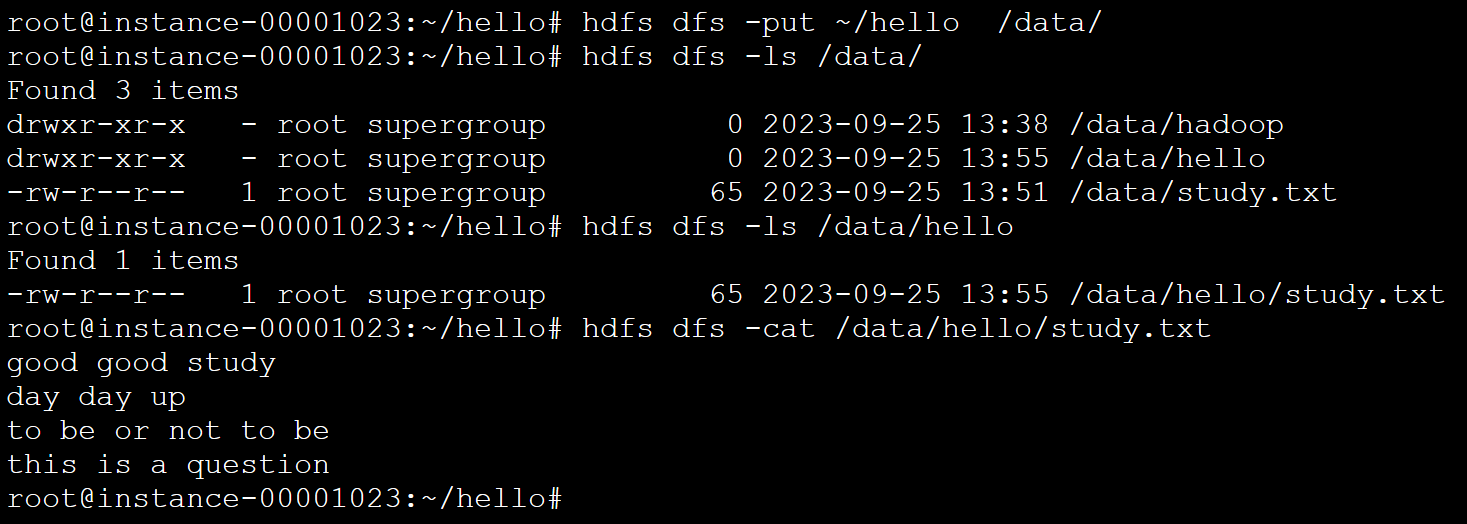 root@instance-00001023:~/hello# hdfs dfs -put ~/hello  /data/
root@instance-00001023:~/hello# hdfs dfs -ls /data/
Found 3 items
drwxr-xr-x   - root supergroup          0 2023-09-25 13:38 /data/hadoop
drwxr-xr-x   - root supergroup          0 2023-09-25 13:55 /data/hello
-rw-r--r--   1 root supergroup         65 2023-09-25 13:51 /data/study.txt
root@instance-00001023:~/hello# hdfs dfs -ls /data/hello
Found 1 items
-rw-r--r--   1 root supergroup         65 2023-09-25 13:55 /data/hello/study.txt
root@instance-00001023:~/hello# hdfs dfs -cat /data/hello/study.txt
good good study
day day up
to be or not to be
this is a question
root@instance-00001023:~/hello#